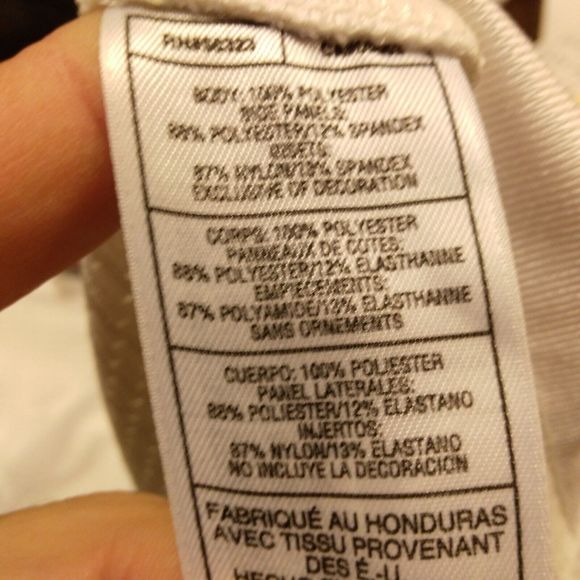 BODY: 100% POLYESTER
SIDE PANELS:
88% POLYESTER/12% SPANDEX
INSETS:
87% NYLON/13% SPANDEX
EXCLUSIVE OF DECORATION
CORPS: 100% POLYESTER
PANNEAUX DE COTES:
88% POLYESTER/12% ELASTHANNE
EMPIECEMENTS:
87% POLYAMIDE/13% ELASTHANNE
SANS ORNEMENTS
CUERPO: 100% POLIESTER
PANEL LATERALES:
88% POLIESTER/12% ELASTANO
INJERTOS:
87% NYLON/13% ELASTANO
NO INCLUYE LA DECORACION
FABRIQUÉ AU HONDURAS
AVEC TISSU PROVENANT
DES É.-U